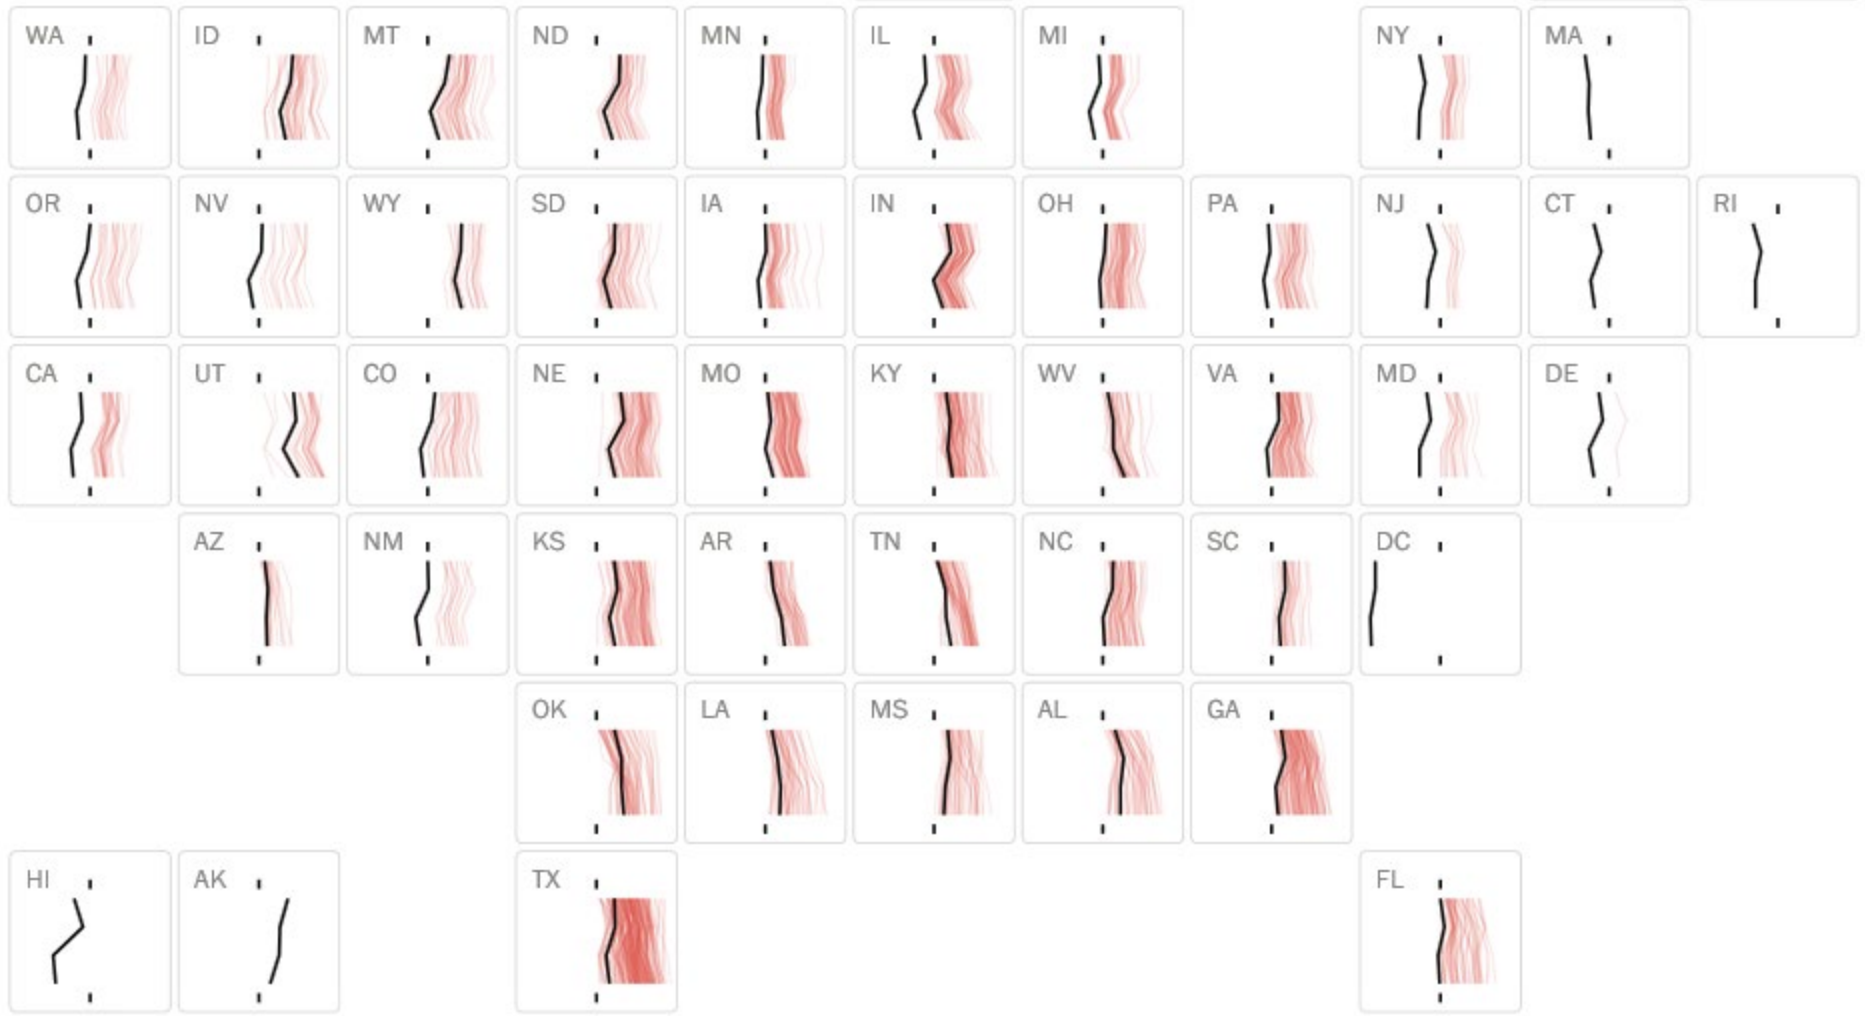 WA ID MT ND MN IL MI NY MA
OR NV WY SD IA IN OH PA NJ CT RI
CA UT CO NE MO KY WV VA MD DE
AZ NM KS AR TN NC SC DC
OK LA MS AL GA
HI AK TX FL